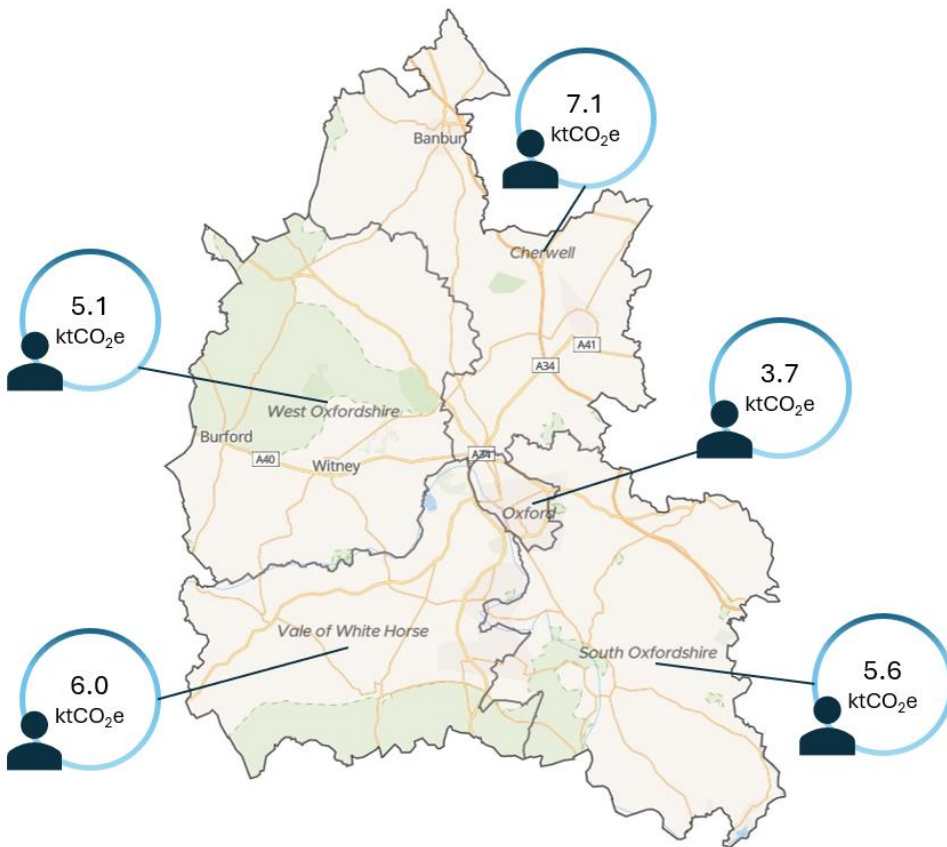 7.1
ktCO₂e
Banbur
Cherwell
5.1
ktCO₂e
A41
A34
3.7
ktCO₂e
West Oxfordshire
Burford
A40
Witney
A34
Oxford
Vale of White Horse
South Oxfordshire
6.0
ktCO₂e
5.6
ktCO₂e